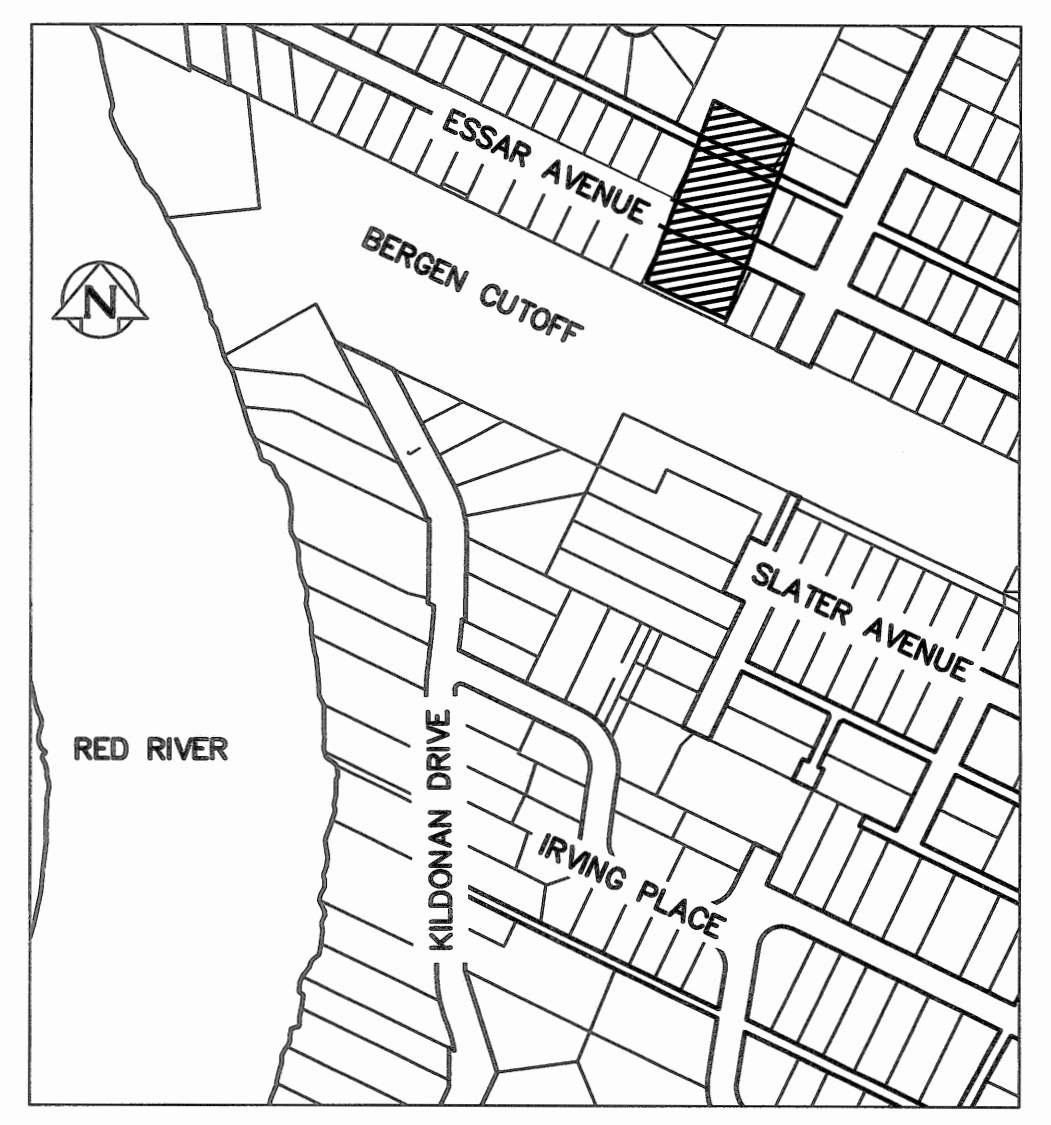 ESSAR AVENUE
BERGEN CUTOFF
N
SLATER AVENUE
RED RIVER
KILDONAN DRIVE
IRVING PLACE